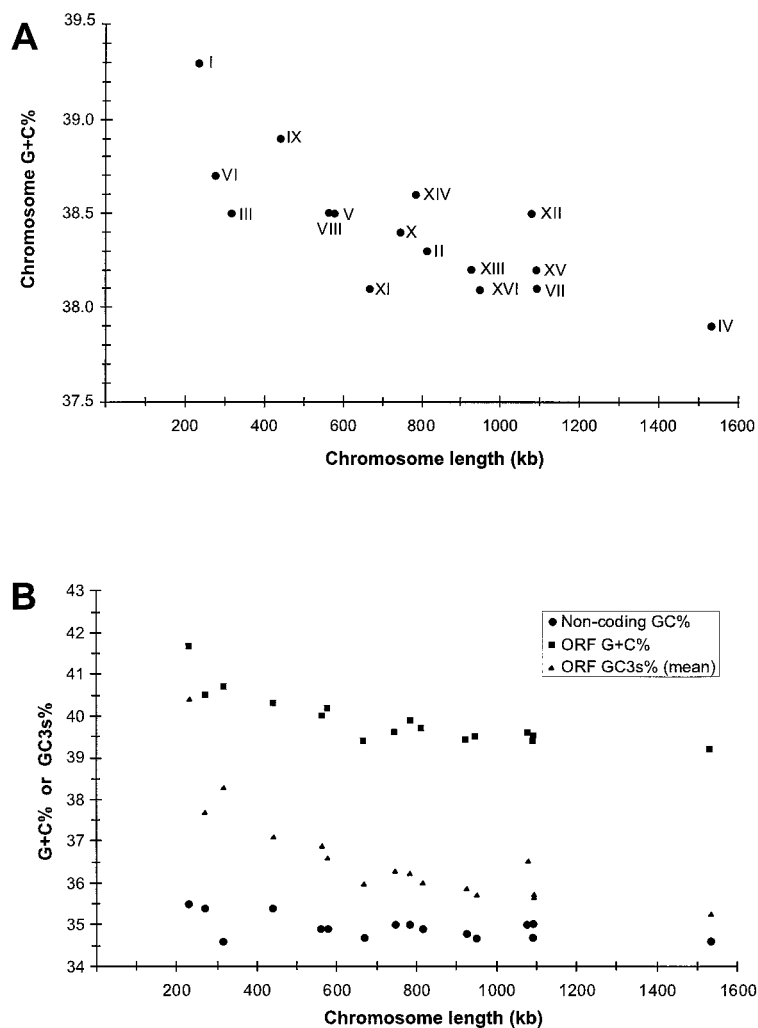 A
39.5
39.0
38.5
38.0
37.5
Chromosome G+C%
I
IX
VI
III
VIII
V
XIV
X
II
XI
XII
XIII
XV
XVI
VII
IV
200 400 600 800 1000 1200 1400 1600
Chromosome length (kb)
B
43
42
41
40
39
38
37
36
35
34
G+C% or GC3s%
Non-coding GC%
ORF G+C%
ORF GC3s% (mean)
200 400 600 800 1000 1200 1400 1600
Chromosome length (kb)